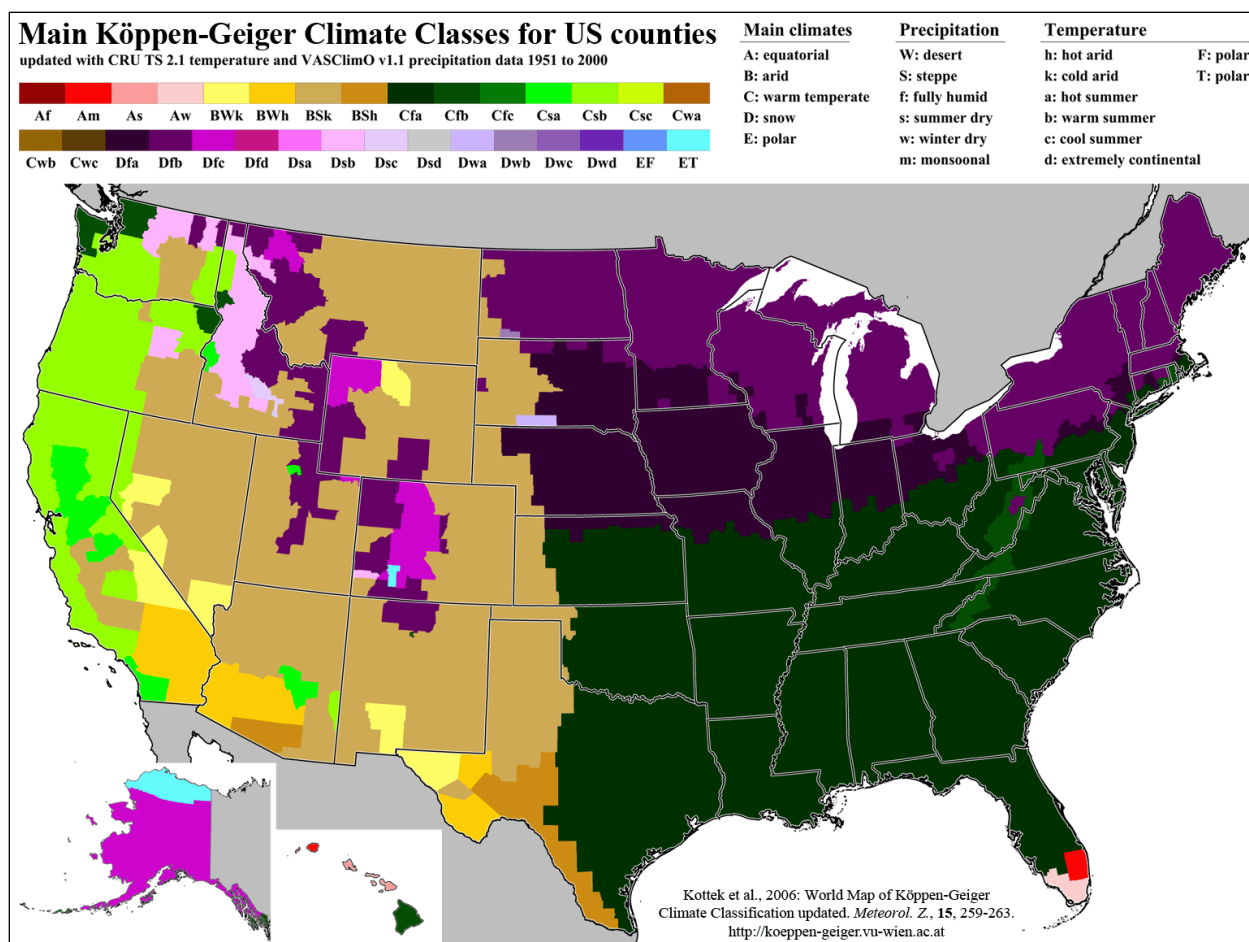 Main Köppen-Geiger Climate Classes for US counties
updated with CRU TS 2.1 temperature and VASClimO v1.1 precipitation data 1951 to 2000
Af Am As Aw BWk BWh BSk BSh Cfa Cfb Cfc Csa Csb Csc Cwa
Cwb Cwc Dfa Dfb Dfc Dfd Dsa Dsb Dsc Dsd Dwa Dwb Dwc Dwd EF ET
Main climates
A: equatorial
B: arid
C: warm temperate
D: snow
E: polar
Precipitation
W: desert
S: steppe
f: fully humid
s: summer dry
w: winter dry
m: monsoonal
Temperature
h: hot arid
k: cold arid
a: hot summer
b: warm summer
c: cool summer
d: extremely continental
F: polar
T: polar
Kottek et al., 2006: World Map of Köppen-Geiger
Climate Classification updated. Meteorol. Z., 15, 259-263.
http://koeppen-geiger.vu-wien.ac.at